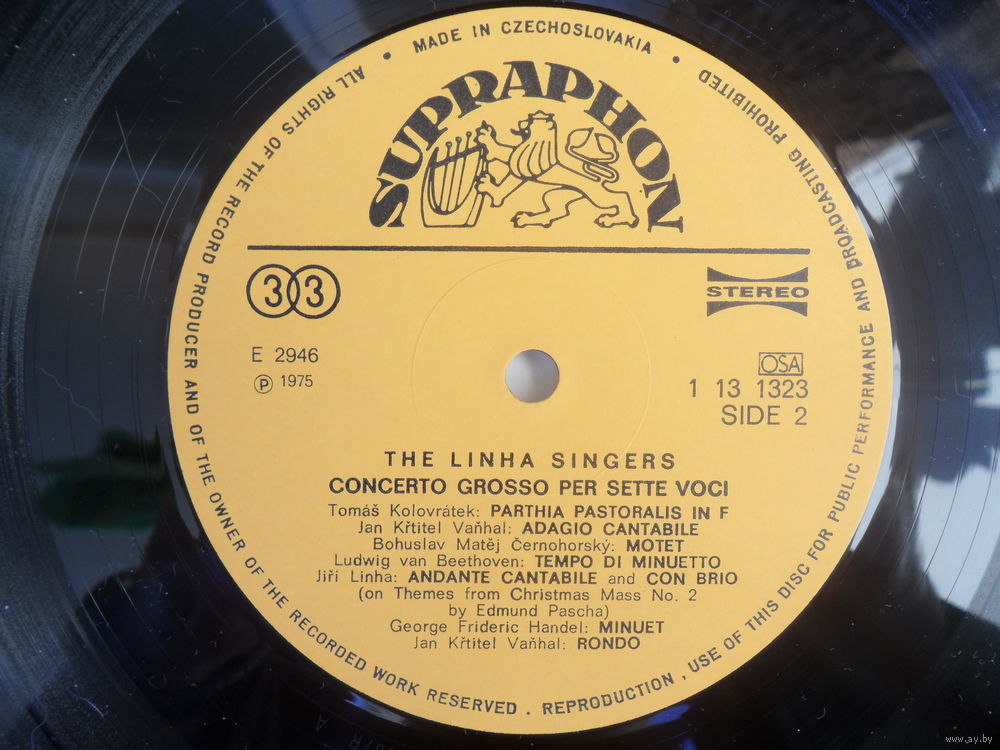 MADE IN CZECHOSLOVAKIA
ALL RIGHTS OF THE RECORD PRODUCER AND OF THE OWNER OF THE RECORDED WORK RESERVED . REPRODUCTION , USE OF THIS DISC FOR PUBLIC PERFORMANCE AND BROADCASTING PROHIBITED
SUPRAPHON
33
STEREO
E 2946
Ⓟ 1975
OSA
1 13 1323
SIDE 2
THE LINHA SINGERS
CONCERTO GROSSO PER SETTE VOCI
Tomáš Kolovrátek: PARTHIA PASTORALIS IN F
Jan Křtitel Vaňhal: ADAGIO CANTABILE
Bohuslav Matěj Černohorský: MOTET
Ludwig van Beethoven: TEMPO DI MINUETTO
Jiří Linha: ANDANTE CANTABILE and CON BRIO
(on Themes from Christmas Mass No. 2
by Edmund Pascha)
George Frideric Handel: MINUET
Jan Křtitel Vaňhal: RONDO
www.ay.by